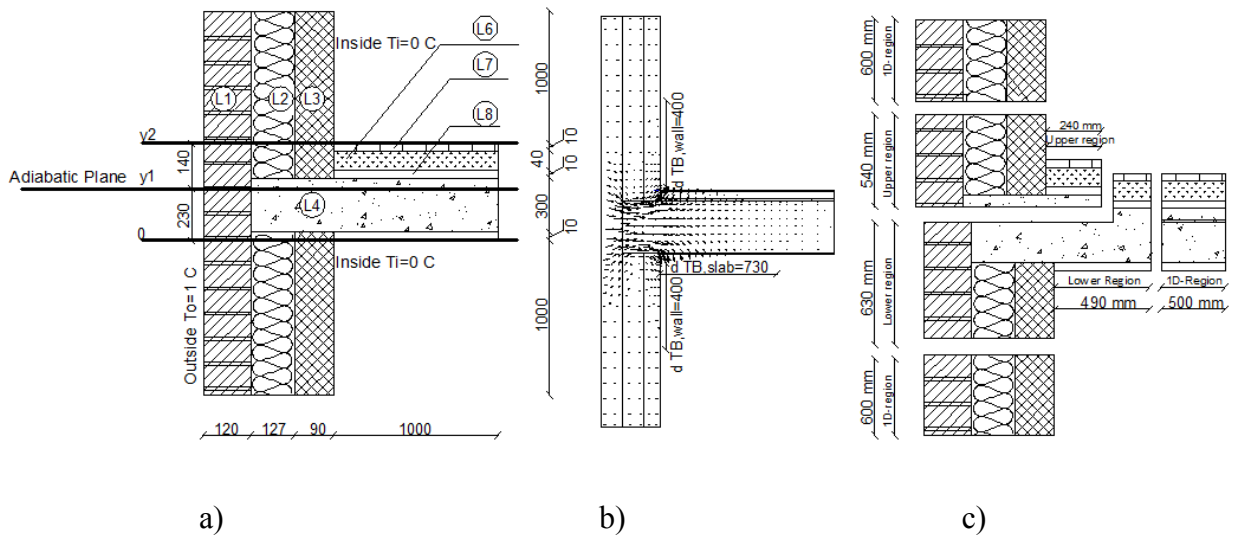 L6
Inside Ti=0 C
L7
L1
L2
L3
L8
1000
y2
10
140
40
10
Adiabatic Plane
y1
L4
300
230
10
0
Inside Ti=0 C
Outside To= 1 C
1000
120
127
90
1000
a)
d TB,wall=400
d TB,slab=730
d TB,wall=400
b)
600 mm
1D-region
240 mm
Upper region
540 mm
Upper region
630 mm
Lower region
Lower Region
1D-Region
490 mm
500 mm
600 mm
1D-region
c)